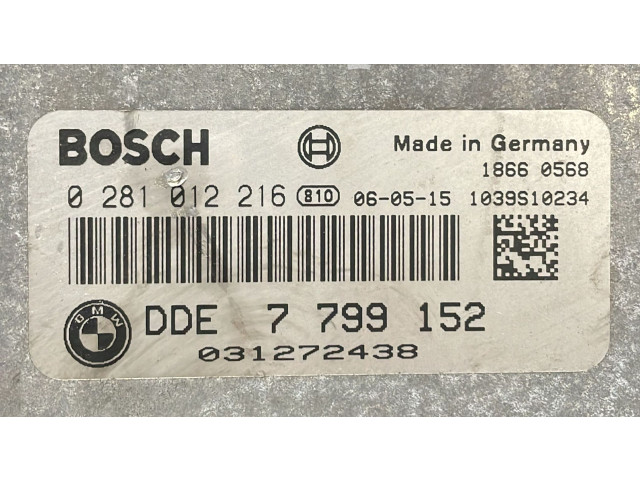 BOSCH Made in Germany
1866 0568
0 281 012 216 810 06-05-15 1039S10234
BMW DDE 7 799 152
031272438